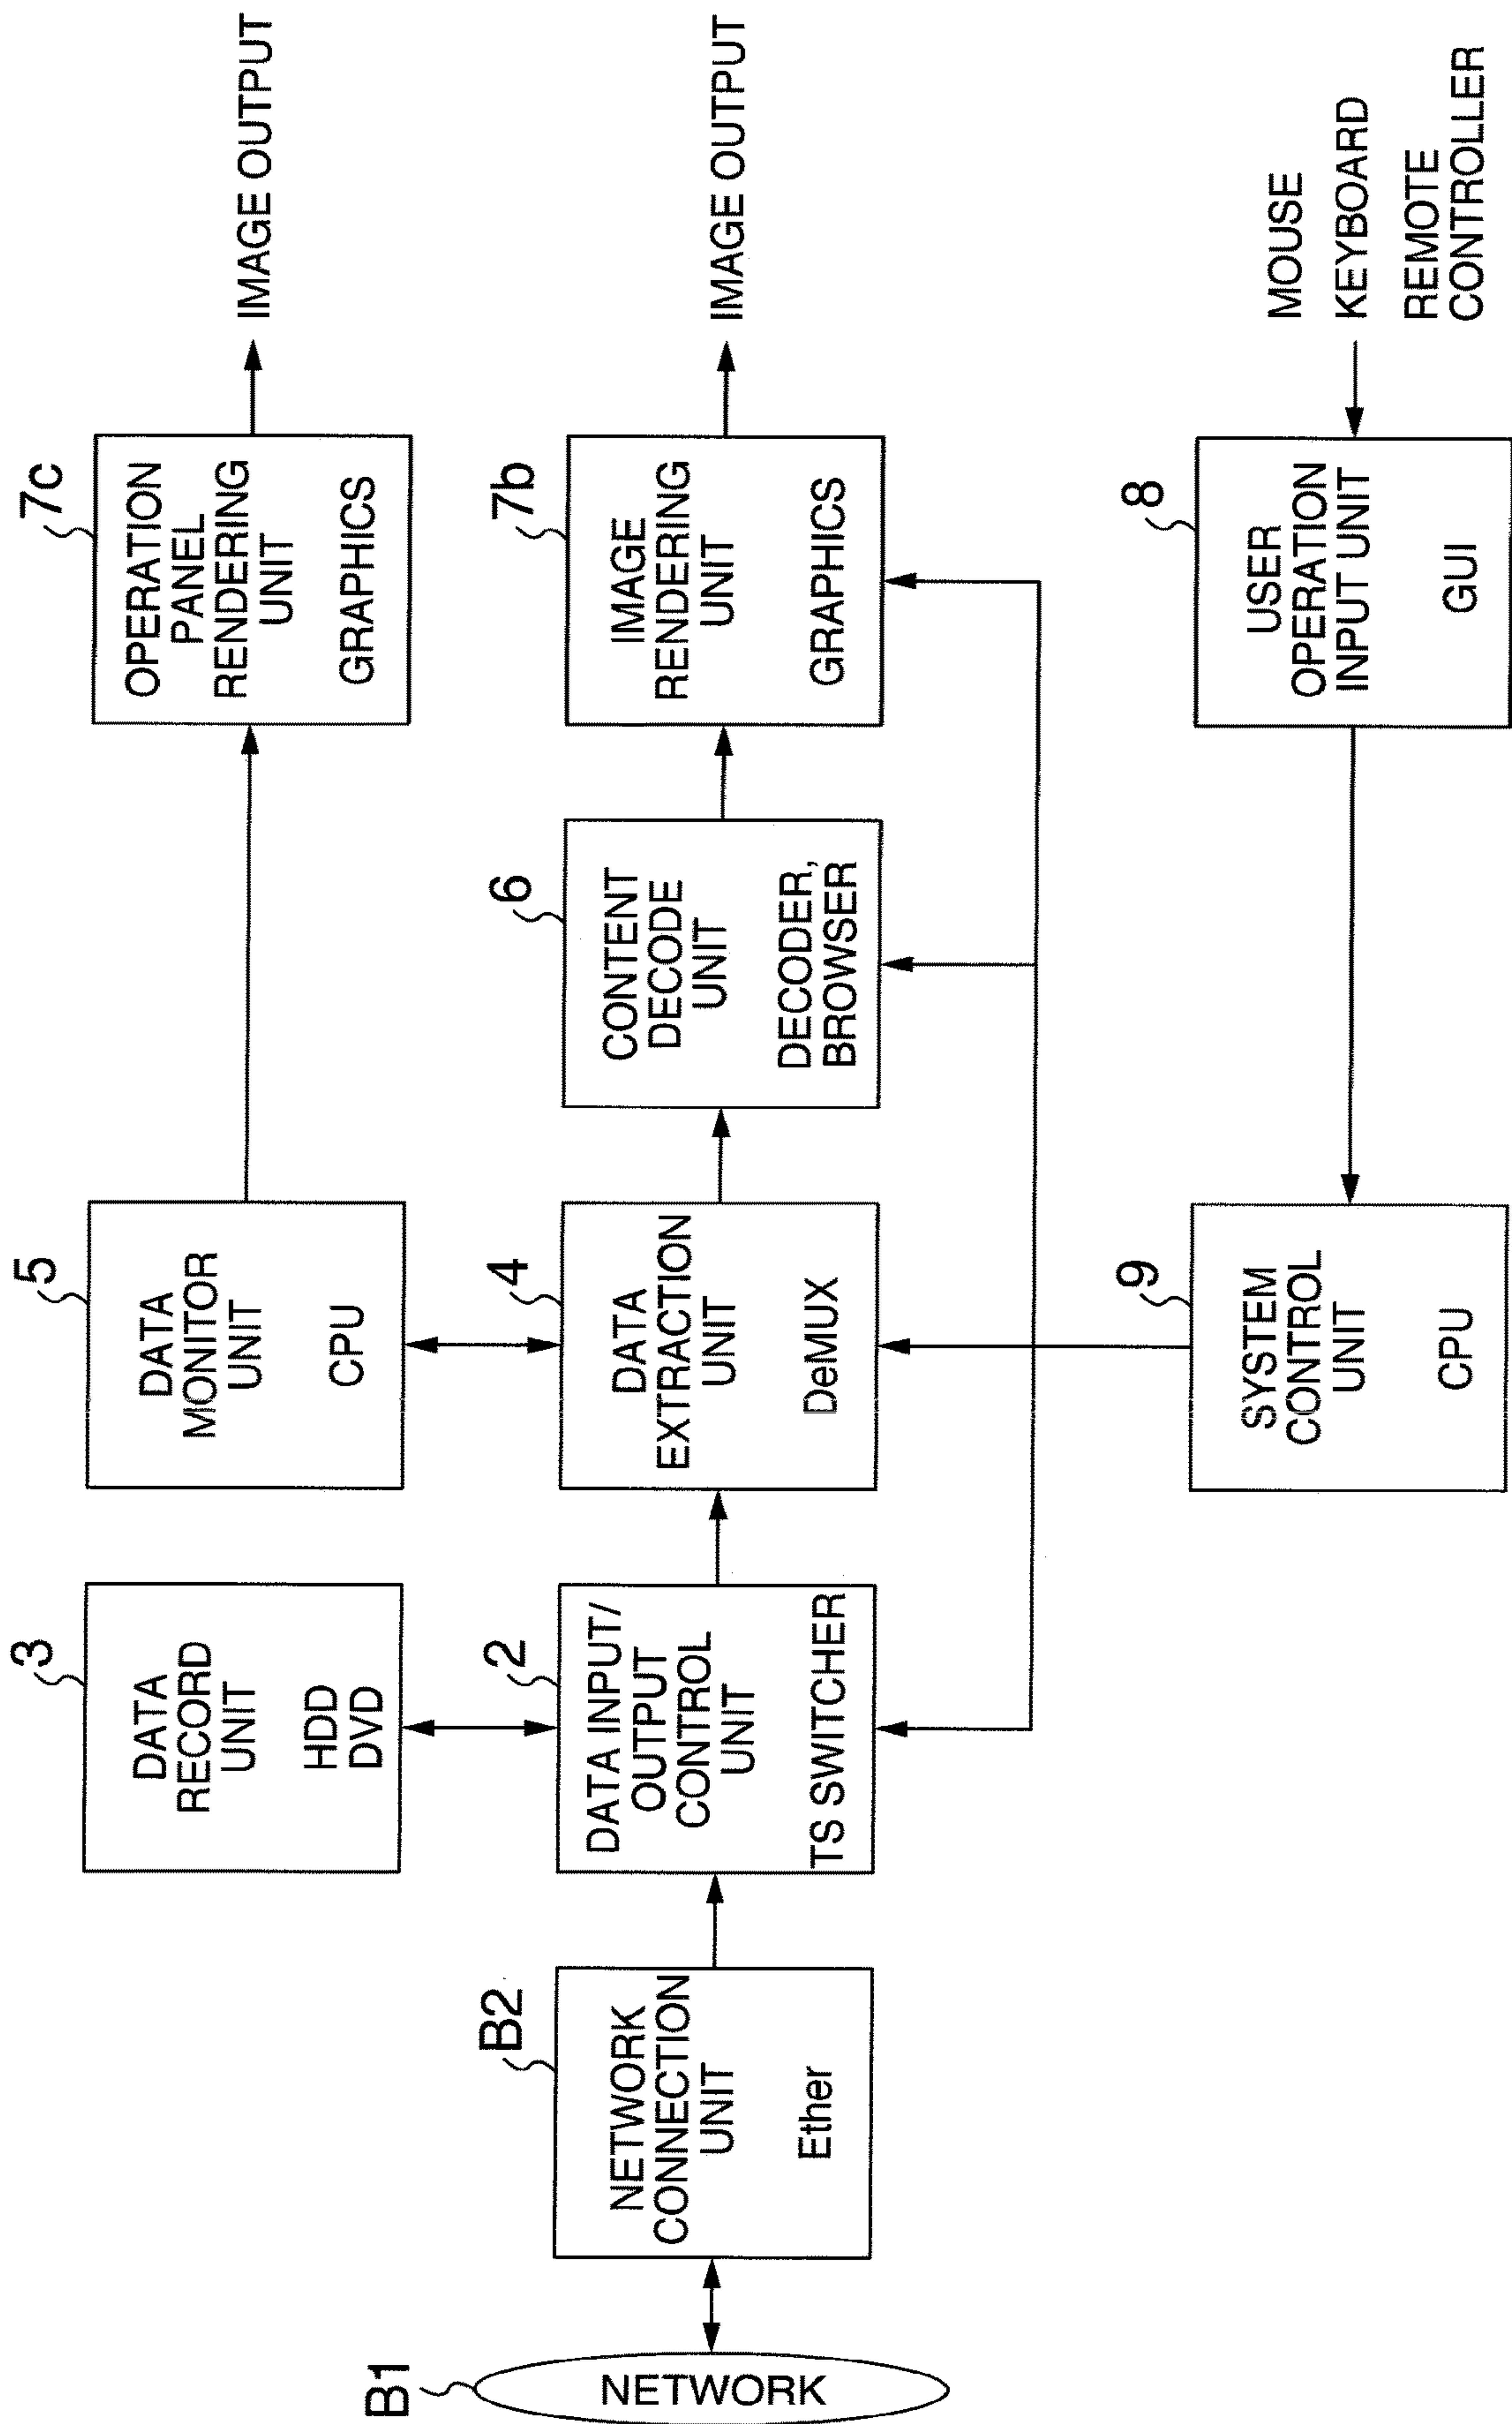 B1
NETWORK
B2
NETWORK
CONNECTION
UNIT
Ether
3
DATA
RECORD
UNIT
HDD
DVD
2
DATA INPUT/
OUTPUT
CONTROL
UNIT
TS SWITCHER
5
DATA
MONITOR
UNIT
CPU
4
DATA
EXTRACTION
UNIT
DeMUX
9
SYSTEM
CONTROL
UNIT
CPU
6
CONTENT
DECODE
UNIT
DECODER,
BROWSER
7c
OPERATION
PANEL
RENDERING
UNIT
GRAPHICS
7b
IMAGE
RENDERING
UNIT
GRAPHICS
8
USER
OPERATION
INPUT UNIT
GUI
IMAGE OUTPUT
IMAGE OUTPUT
MOUSE
KEYBOARD
REMOTE
CONTROLLER